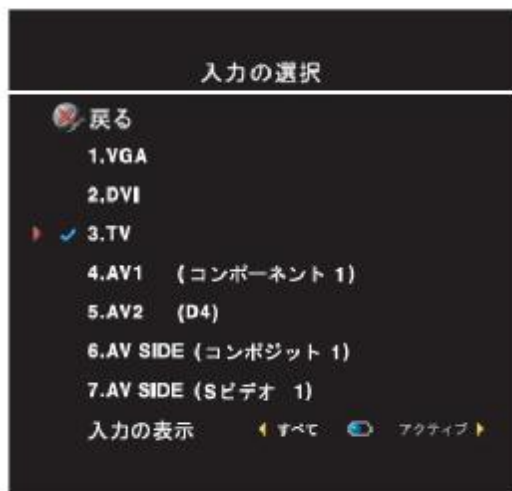 入力の選択
戻る
1.VGA
2.DVI
3.TV
4.AV1 (コンポーネント 1)
5.AV2 (D4)
6.AV SIDE (コンポジット 1)
7.AV SIDE (Sビデオ 1)
入力の表示 すべて アクティブ